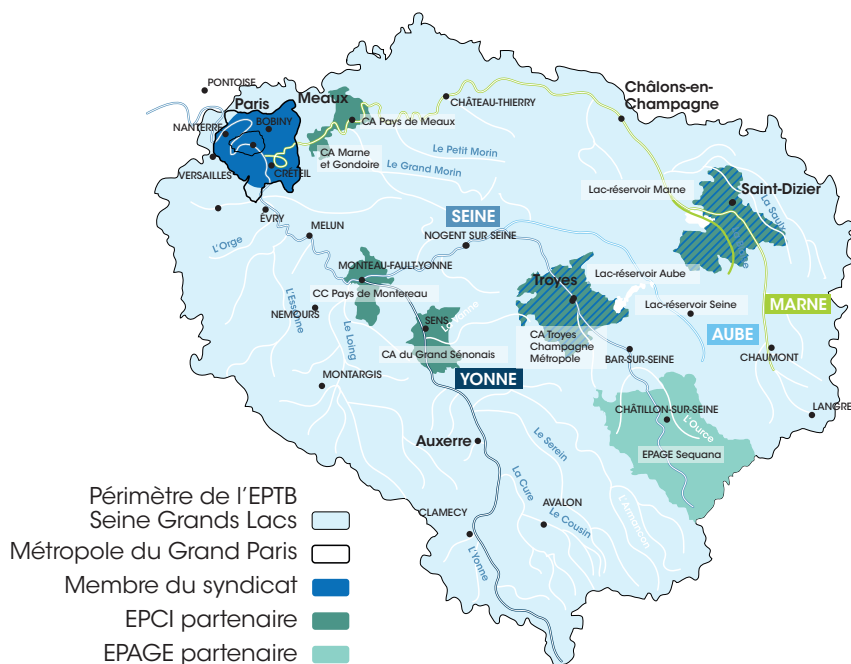 PONTOISE
Paris
Meaux
BOBINY
NANTERRE
CA Pays de Meaux
CHÂTEAU-THIERRY
Châlons-en-
Champagne
CA Marne
et Gondoire
Le Petit Morin
Le Grand Morin
VERSAILLES
CRÉTEIL
Lac-réservoir Marne
Saint-Dizier
La Saulx
ÉVRY
SEINE
MELUN
NOGENT SUR SEINE
L'Orge
MONTEAU-FAULT-YONNE
Lac-réservoir Aube
Troyes
CC Pays de Montereau
L'Essonne
Lac-réservoir Seine
MARNE
NEMOURS
Le Loing
SENS
CA Troyes
Champagne
Métropole
AUBE
CA du Grand Sénonais
BAR-SUR-SEINE
CHAUMONT
YONNE
MONTARGIS
CHÂTILLON-SUR-SEINE
LANGRE
L'Ource
Auxerre
Le Serein
EPAGE Sequana
La Cure
AVALON
Le Cousin
L'Armancon
CLAMECY
L'Yonne
Périmètre de l'EPTB
Seine Grands Lacs
Métropole du Grand Paris
Membre du syndicat
EPCI partenaire
EPAGE partenaire